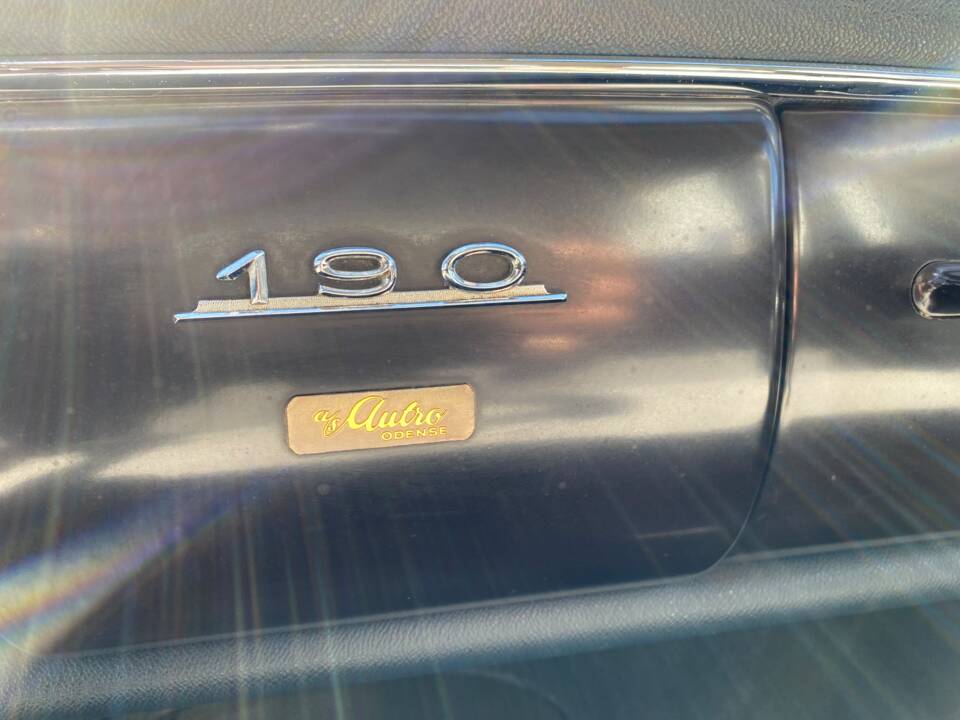 190
a/s Autro
ODENSE